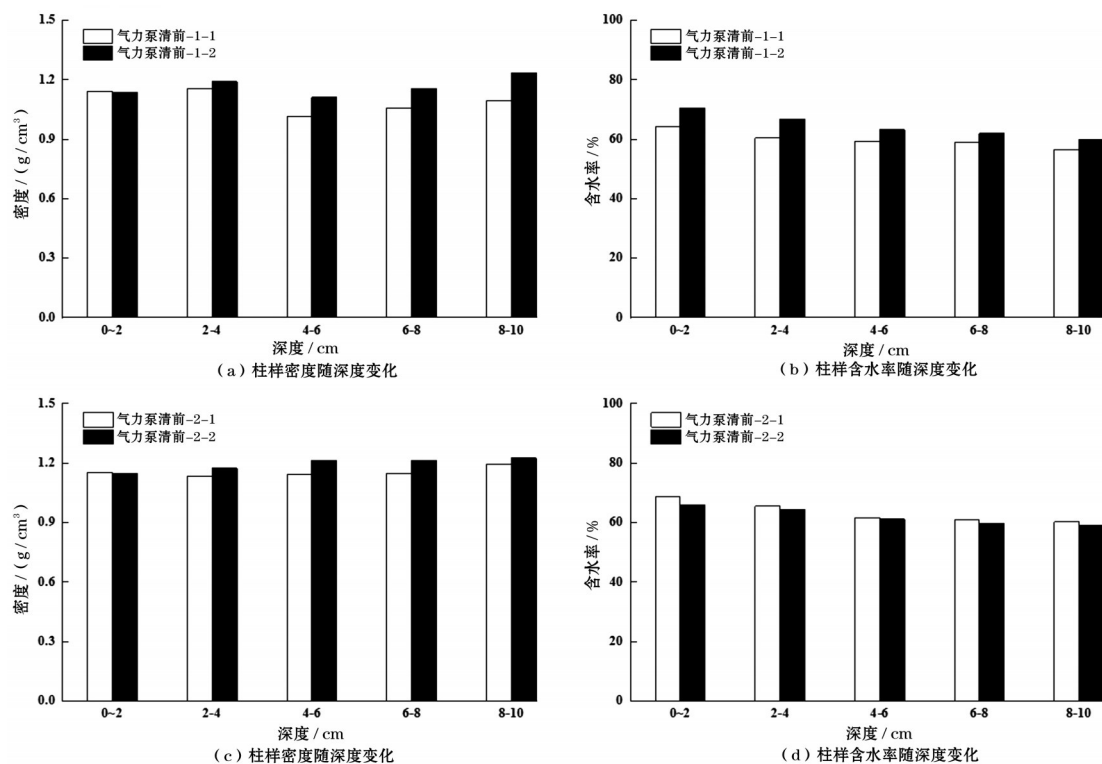 1.5
1.2
0.9
0.6
0.3
0.0
密度 / (g / cm³)
气力泵清前-1-1
气力泵清前-1-2
0~2 2-4 4-6 6-8 8-10
深度 / cm
(a) 柱样密度随深度变化
100
80
60
40
20
0
含水率 / %
气力泵清前-1-1
气力泵清前-1-2
0~2 2-4 4-6 6-8 8-10
深度 / cm
(b) 柱样含水率随深度变化
1.5
1.2
0.9
0.6
0.3
0.0
密度 / (g / cm³)
气力泵清前-2-1
气力泵清前-2-2
0~2 2-4 4-6 6-8 8-10
深度 / cm
(c) 柱样密度随深度变化
100
80
60
40
20
0
含水率 / %
气力泵清前-2-1
气力泵清前-2-2
0~2 2-4 4-6 6-8 8-10
深度 / cm
(d) 柱样含水率随深度变化